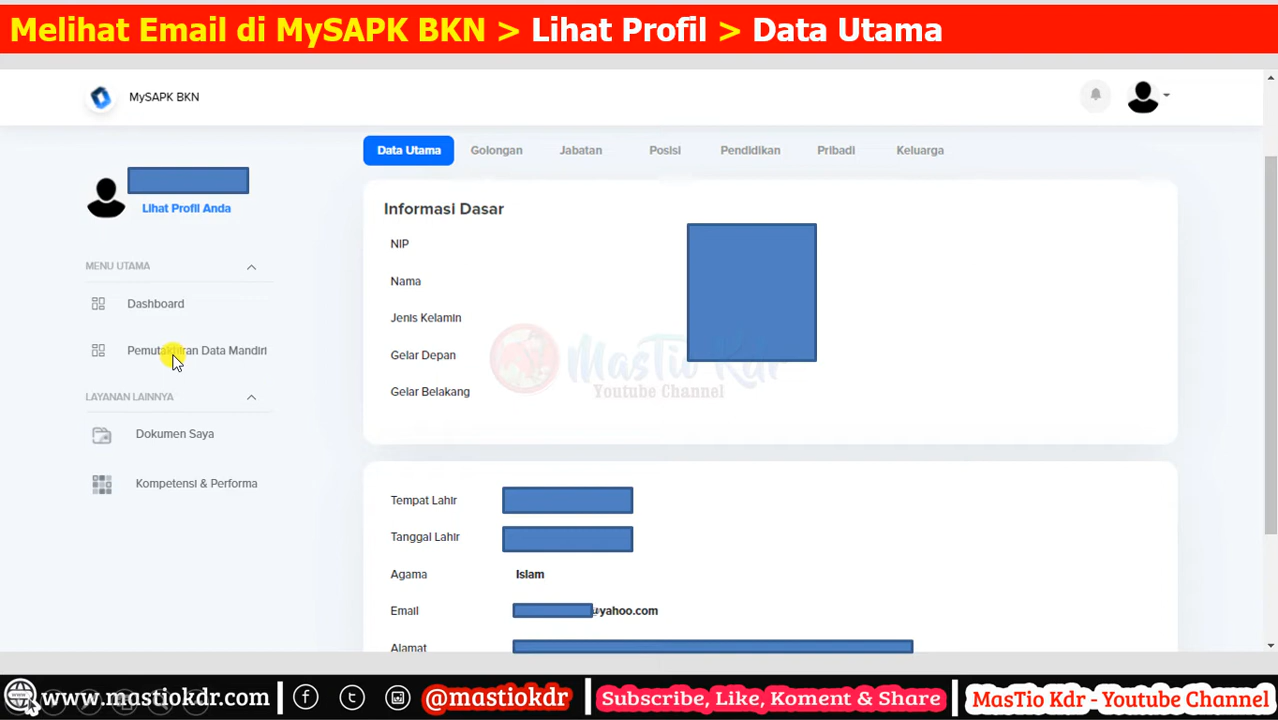 Melihat Email di MySAPK BKN > Lihat Profil > Data Utama
MySAPK BKN
Lihat Profil Anda
MENU UTAMA
Dashboard
Pemutakhiran Data Mandiri
LAYANAN LAINNYA
Dokumen Saya
Kompetensi & Performa
Data Utama Golongan Jabatan Posisi Pendidikan Pribadi Keluarga
Informasi Dasar
NIP
Nama
Jenis Kelamin
Gelar Depan
Gelar Belakang
MasTio Kdr
Youtube Channel
Tempat Lahir
Tanggal Lahir
Agama Islam
Email @yahoo.com
Alamat
www.mastiokdr.com @mastiokdr Subscribe, Like, Koment & Share MasTio Kdr - Youtube Channel